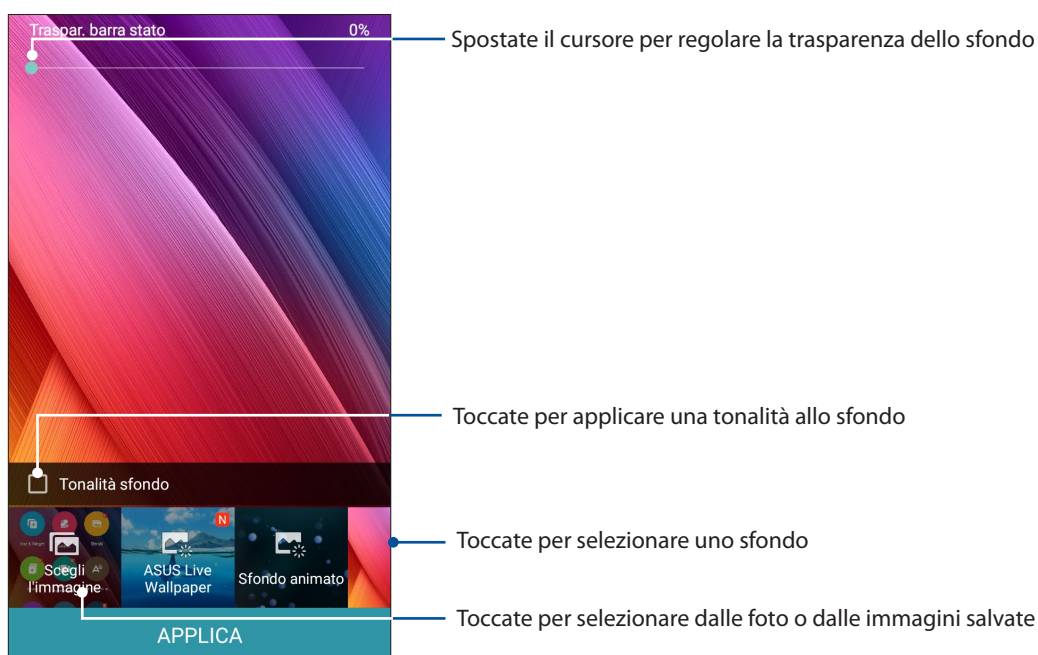 Traspar. barra stato 0%
Spostate il cursore per regolare la trasparenza dello sfondo
Toccate per applicare una tonalità allo sfondo
Tonalità sfondo
N
Toccate per selezionare uno sfondo
Scegli
l'immagine
ASUS Live
Wallpaper
Sfondo animato
Toccate per selezionare dalle foto o dalle immagini salvate
APPLICA